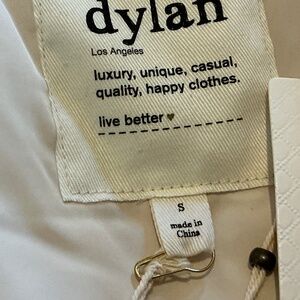 dylan
Los Angeles
luxury, unique, casual,
quality, happy clothes.
live better ♥
S
made in
China